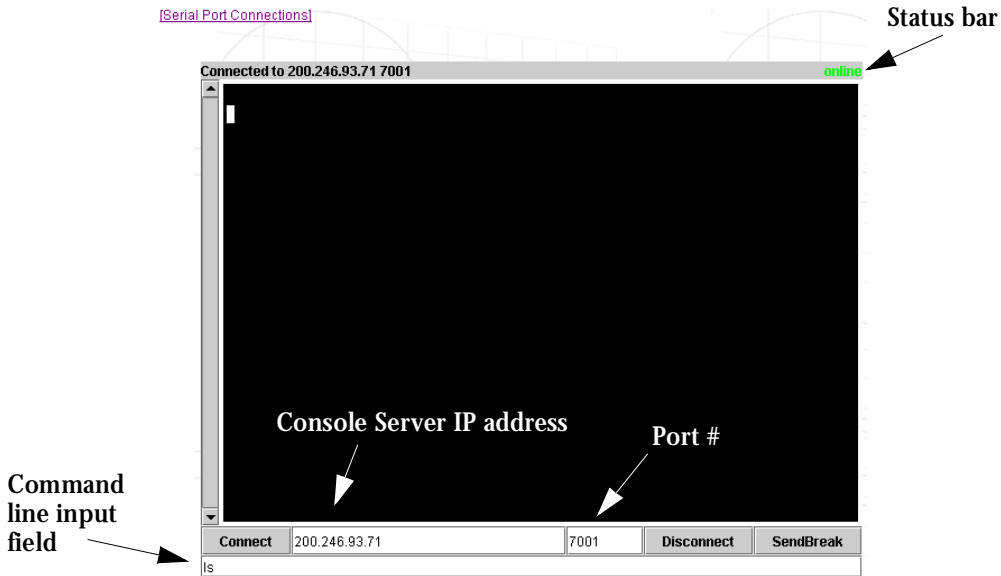 [Serial Port Connections]
Status bar
Connected to 200.246.93.71 7001
online
Console Server IP address
Port #
Command
line input
field
Connect
200.246.93.71
7001
Disconnect
SendBreak
ls